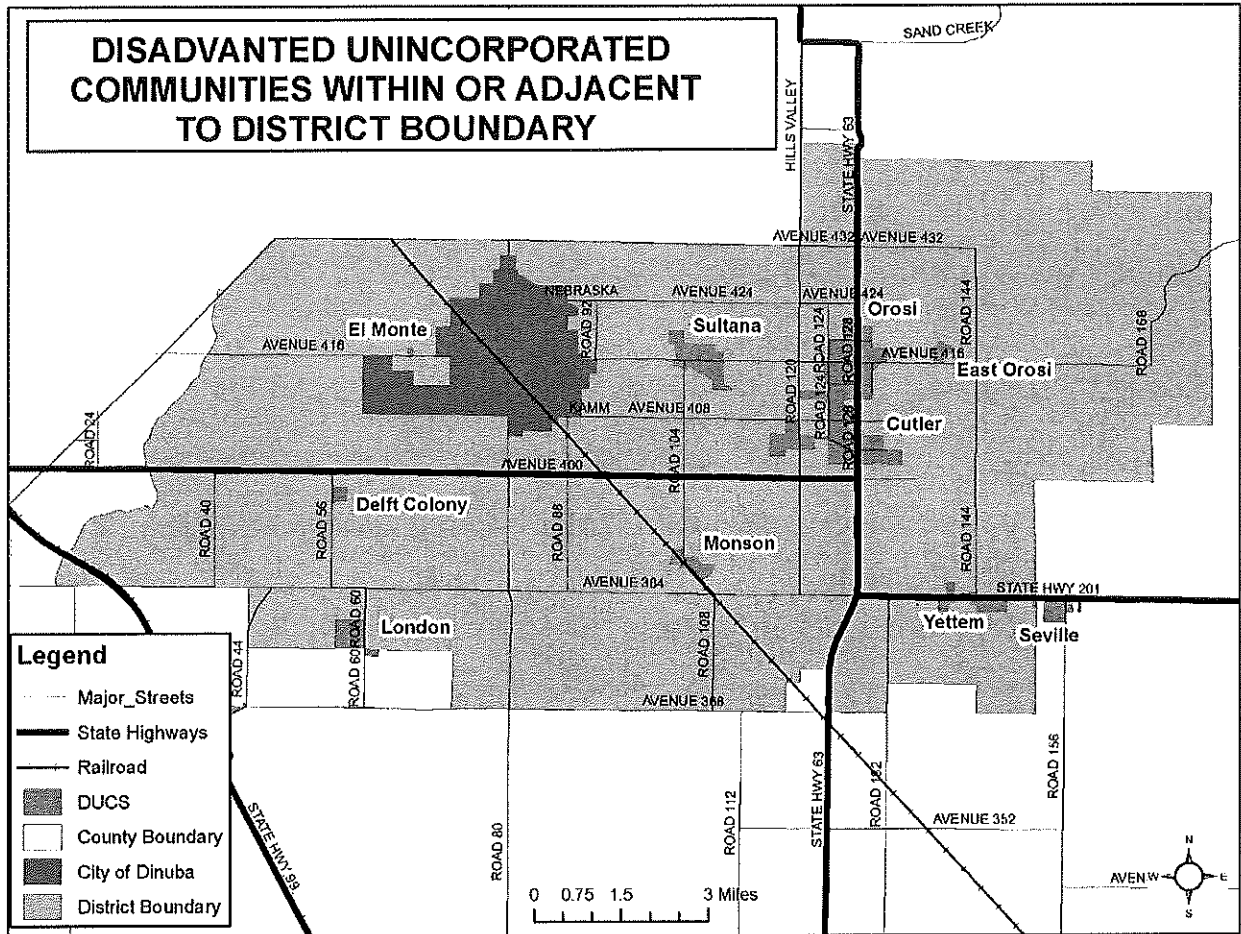 DISADVANTED UNINCORPORATED
COMMUNITIES WITHIN OR ADJACENT
TO DISTRICT BOUNDARY
SAND CREEK
HILLS VALLEY
STATE HWY 63
AVENUE 432
AVENUE 432
NEBRASKA
AVENUE 424
AVENUE 424
ROAD 144
Orosi
Sultana
El Monte
ROAD 92
ROAD 124
ROAD 128
ROAD 168
AVENUE 416
AVENUE 416
East Orosi
ROAD 120
ROAD 124
KAMM
AVENUE 408
Cutler
ROAD 128
ROAD 24
ROAD 104
AVENUE 400
Delft Colony
ROAD 40
ROAD 56
ROAD 88
Monson
ROAD 144
AVENUE 384
STATE HWY 201
Yettem
Seville
London
ROAD 60
ROAD 60
ROAD 44
ROAD 108
AVENUE 368
Legend
Major_Streets
State Highways
Railroad
DUCS
County Boundary
City of Dinuba
District Boundary
STATE HWY 99
ROAD 80
ROAD 112
STATE HWY 63
ROAD 132
ROAD 156
AVENUE 352
AVEN
N
W
E
S
0 0.75 1.5 3 Miles